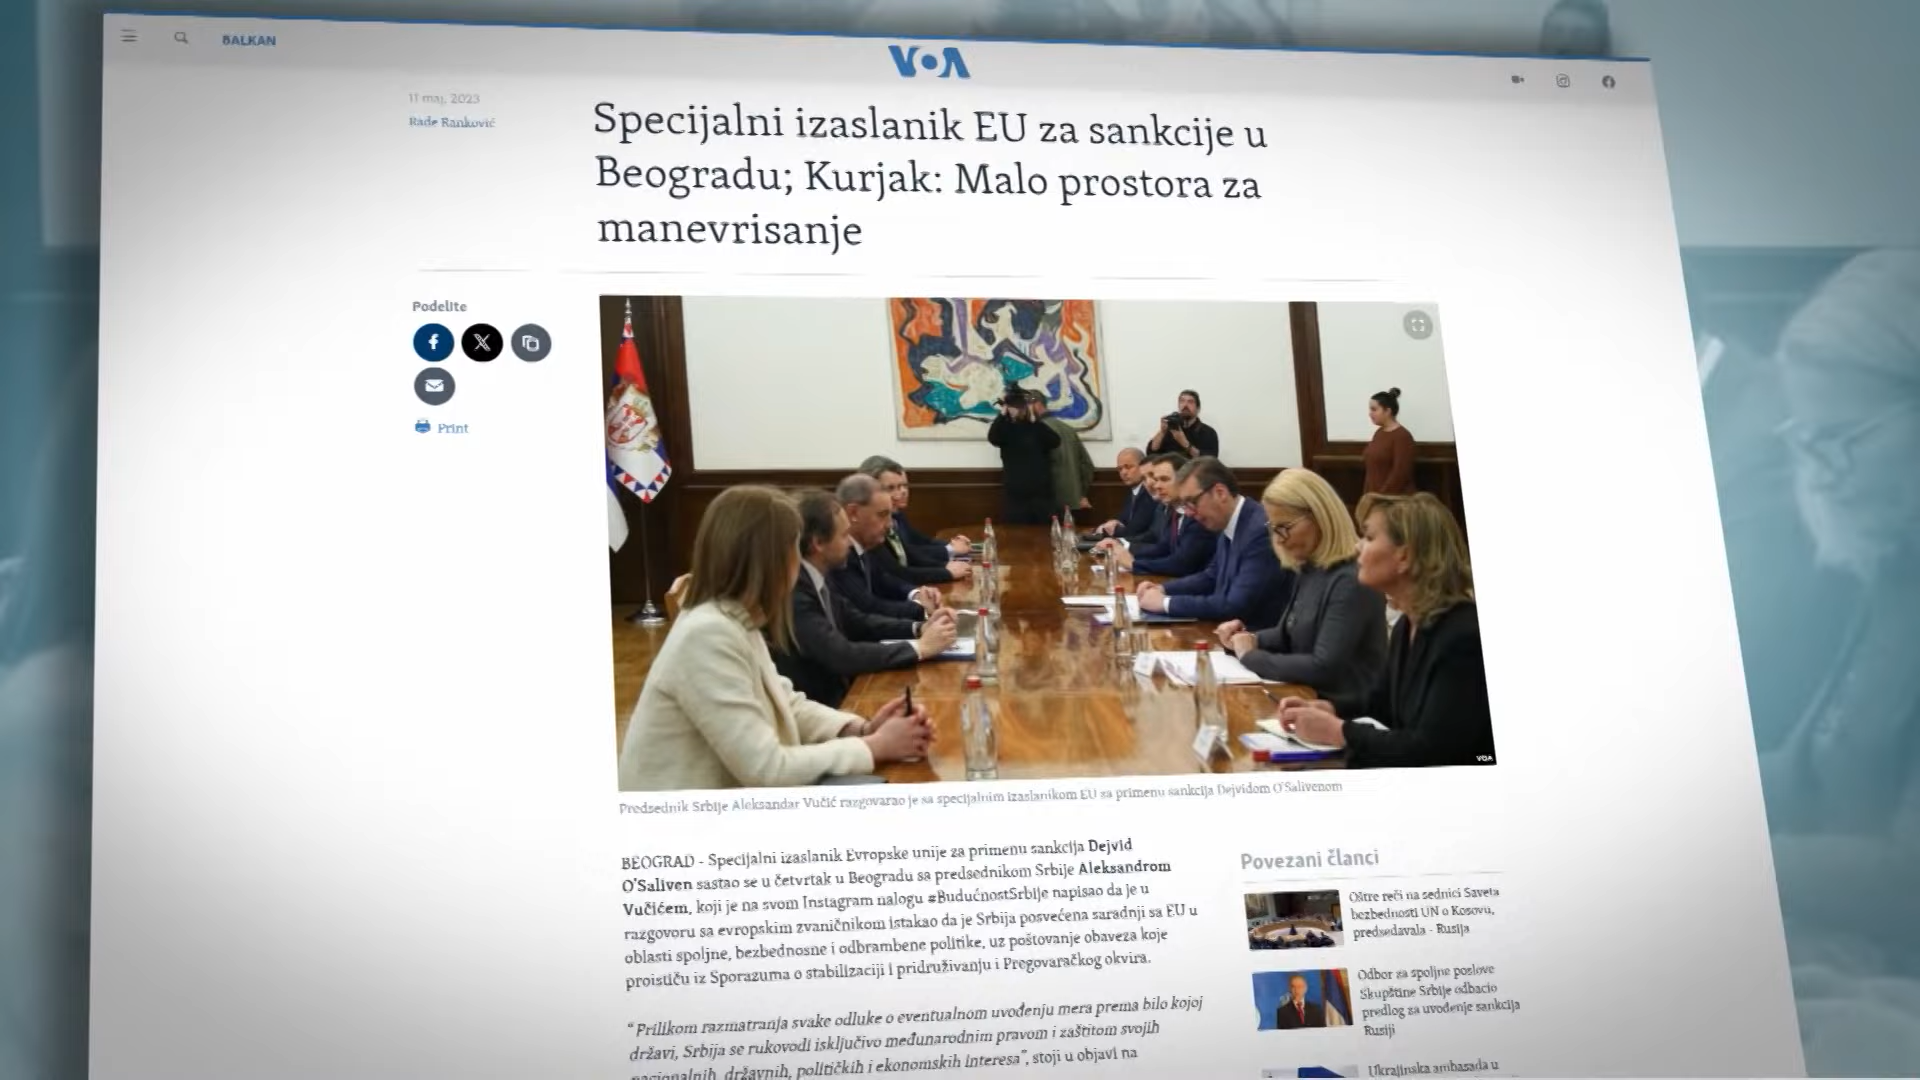 BALKAN
VOA
11 maj, 2023
Rade Ranković
Specijalni izaslanik EU za sankcije u
Beogradu; Kurjak: Malo prostora za
manevrisanje
Podelite
Print
VOA
Predsednik Srbije Aleksandar Vučić razgovarao je sa specijalnim izaslanikom EU za primenu sankcija Dejvidom O'Salivenom
BEOGRAD - Specijalni izaslanik Evropske unije za primenu sankcija Dejvid
O'Saliven sastao se u četvrtak u Beogradu sa predsednikom Srbije Aleksandrom
Vučićem, koji je na svom Instagram nalogu #BudućnostSrbije napisao da je u
razgovoru sa evropskim zvaničnikom istakao da je Srbija posvećena saradnji sa EU u
oblasti spoljne, bezbednosne i odbrambene politike, uz poštovanje obaveza koje
proističu iz Sporazuma o stabilizaciji i pridruživanju i Pregovaračkog okvira.
"Prilikom razmatranja svake odluke o eventualnom uvođenju mera prema bilo kojoj
državi, Srbija se rukovodi isključivo međunarodnim pravom i zaštitom svojih
nacionalnih, državnih, političkih i ekonomskih interesa", stoji u objavi na
Povezani članci
Oštre reči na sednici Saveta
bezbednosti UN o Kosovu,
predsedavala - Rusija
Odbor za spoljne poslove
Skupštine Srbije odbacio
predlog za uvođenje sankcija
Rusiji
Ukrajinska ambasada u